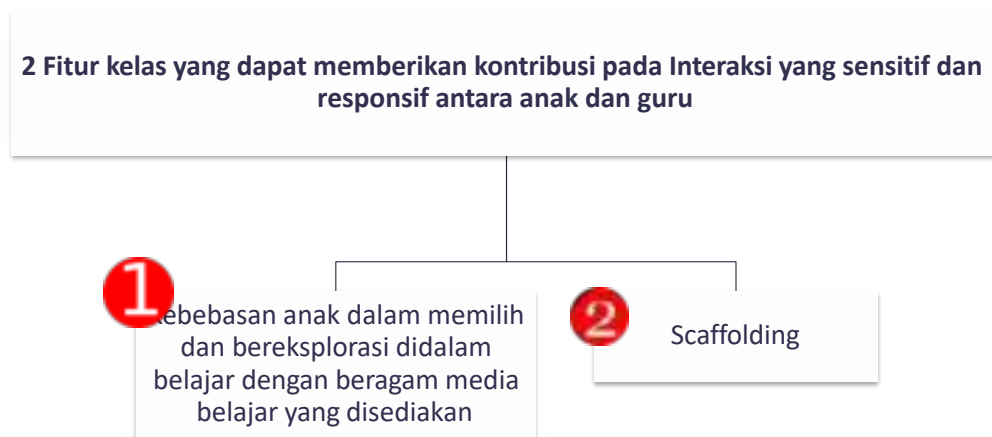 2 Fitur kelas yang dapat memberikan kontribusi pada Interaksi yang sensitif dan
responsif antara anak dan guru
1
ebebasan anak dalam memilih
dan bereksplorasi didalam
belajar dengan beragam media
belajar yang disediakan
2
Scaffolding